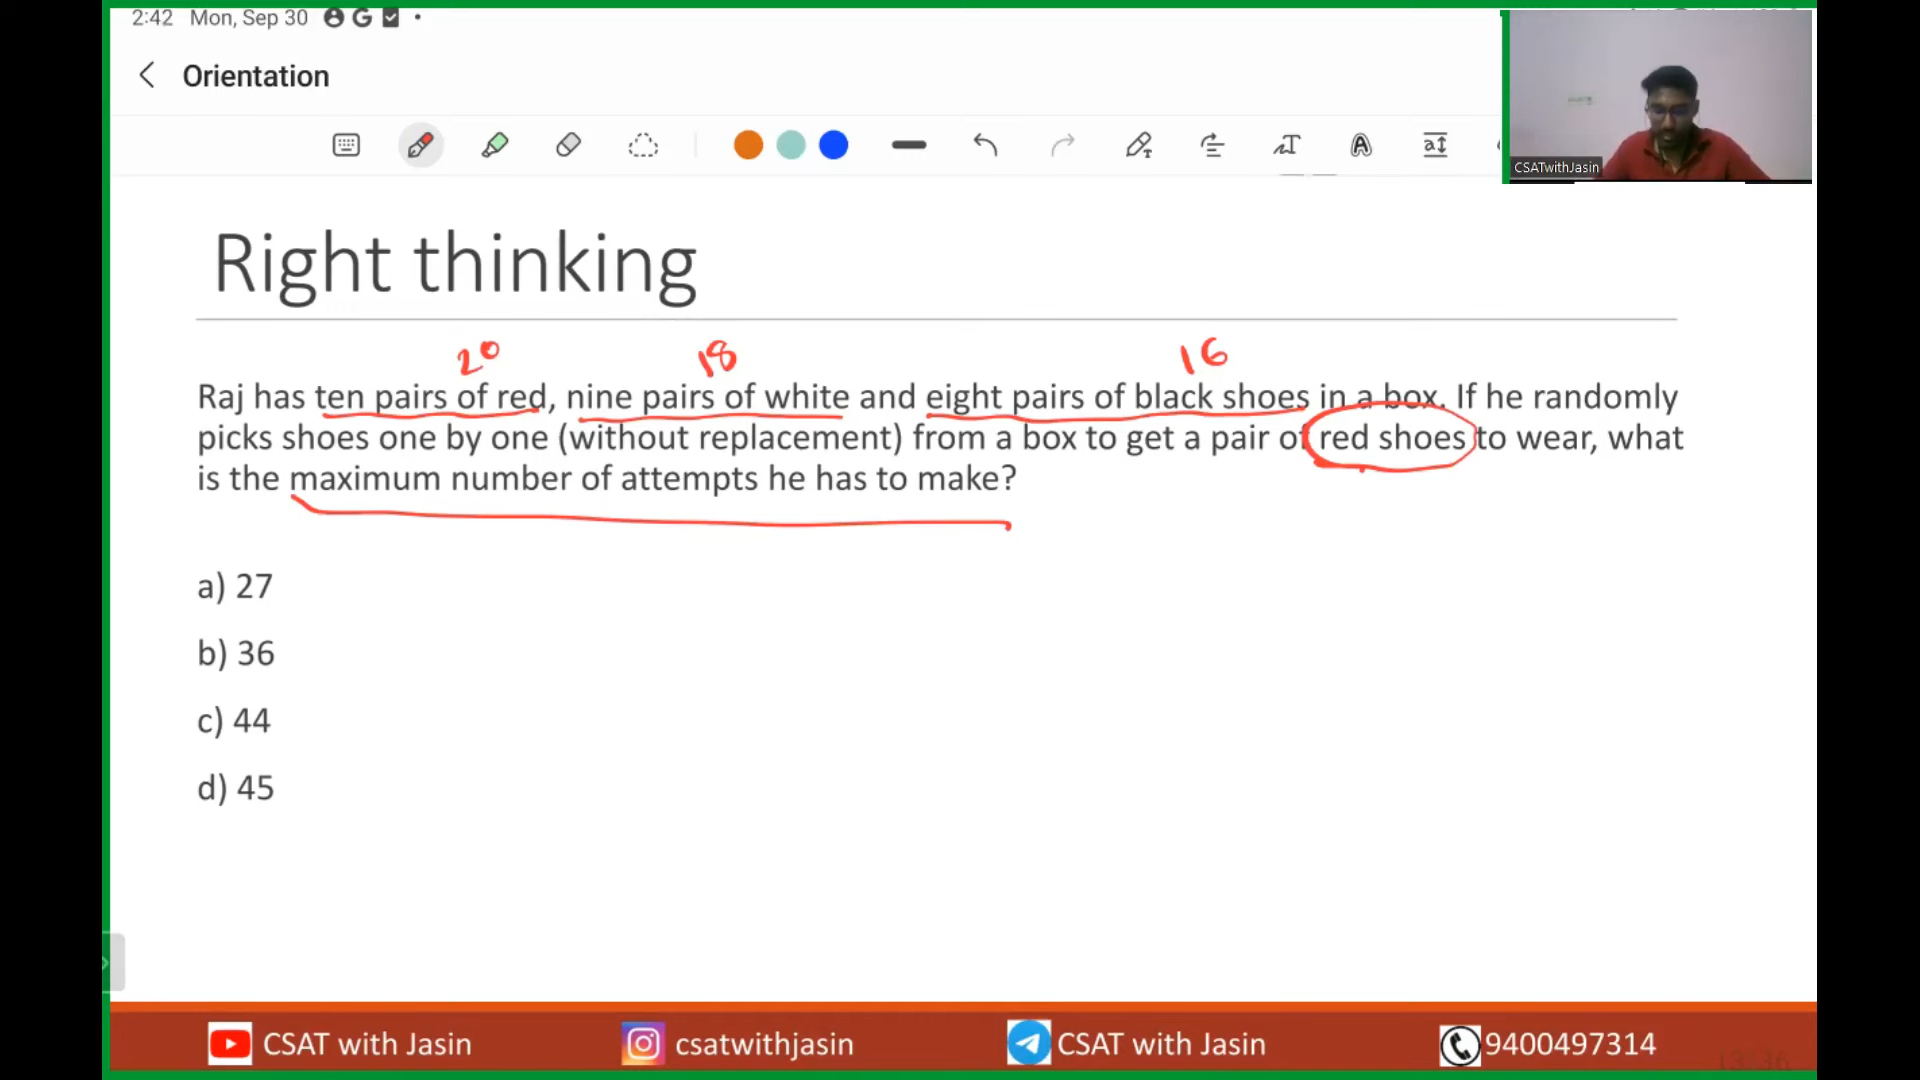 2:42 Mon, Sep 30
Orientation
CSATwithJasin
Right thinking
20 18 16
Raj has ten pairs of red, nine pairs of white and eight pairs of black shoes in a box. If he randomly
picks shoes one by one (without replacement) from a box to get a pair of red shoes to wear, what
is the maximum number of attempts he has to make?
a) 27
b) 36
c) 44
d) 45
CSAT with Jasin csatwithjasin CSAT with Jasin 9400497314